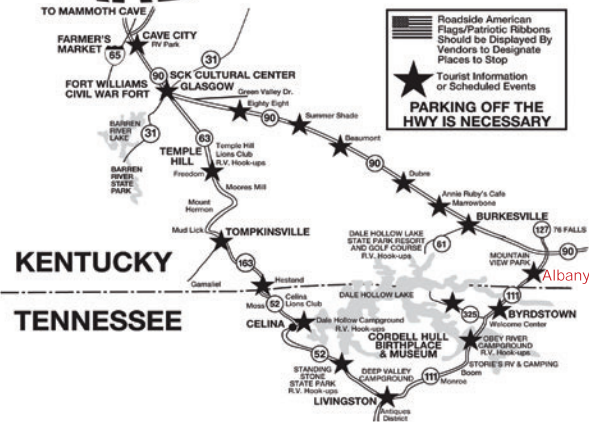 TO MAMMOTH CAVE
CAVE CITY
RV Park
FARMER'S
MARKET
65
31
90
SCK CULTURAL CENTER
GLASGOW
FORT WILLIAMS
CIVIL WAR FORT
Green Valley Dr.
Eighty Eight
90
Summer Shade
Beaumont
90
Dubre
Annie Ruby's Cafe
Marrowbone
BURKESVILLE
Roadside American
Flags/Patriotic Ribbons
Should be Displayed By
Vendors to Designate
Places to Stop
Tourist Information
or Scheduled Events
PARKING OFF THE
HWY IS NECESSARY
BARREN
RIVER
LAKE
31
BARREN
RIVER
STATE
PARK
63
TEMPLE
HILL
Temple Hill
Lions Club
R.V. Hook-ups
Freedom
Moores Mill
Mount
Hermon
Mud Lick
TOMPKINSVILLE
163
Gamaliel
Hestand
KENTUCKY
TENNESSEE
DALE HOLLOW LAKE
STATE PARK RESORT
AND GOLF COURSE
R.V. Hook-ups
61
127
76 FALLS
90
MOUNTAIN
VIEW PARK
Albany
111
DALE HOLLOW LAKE
325
BYRDSTOWN
Welcome Center
Moss
52
Celina
Lions Club
CELINA
Dale Hollow Campground
R.V. Hook-ups
CORDELL HULL
BIRTHPLACE
& MUSEUM
OBEY RIVER
CAMPGROUND
R.V. Hook-ups
STORIE'S RV & CAMPING
Boom
52
STANDING
STONE
STATE PARK
R.V. Hook-ups
DEEP VALLEY
CAMPGROUND
111
Monroe
LIVINGSTON
Antiques
District